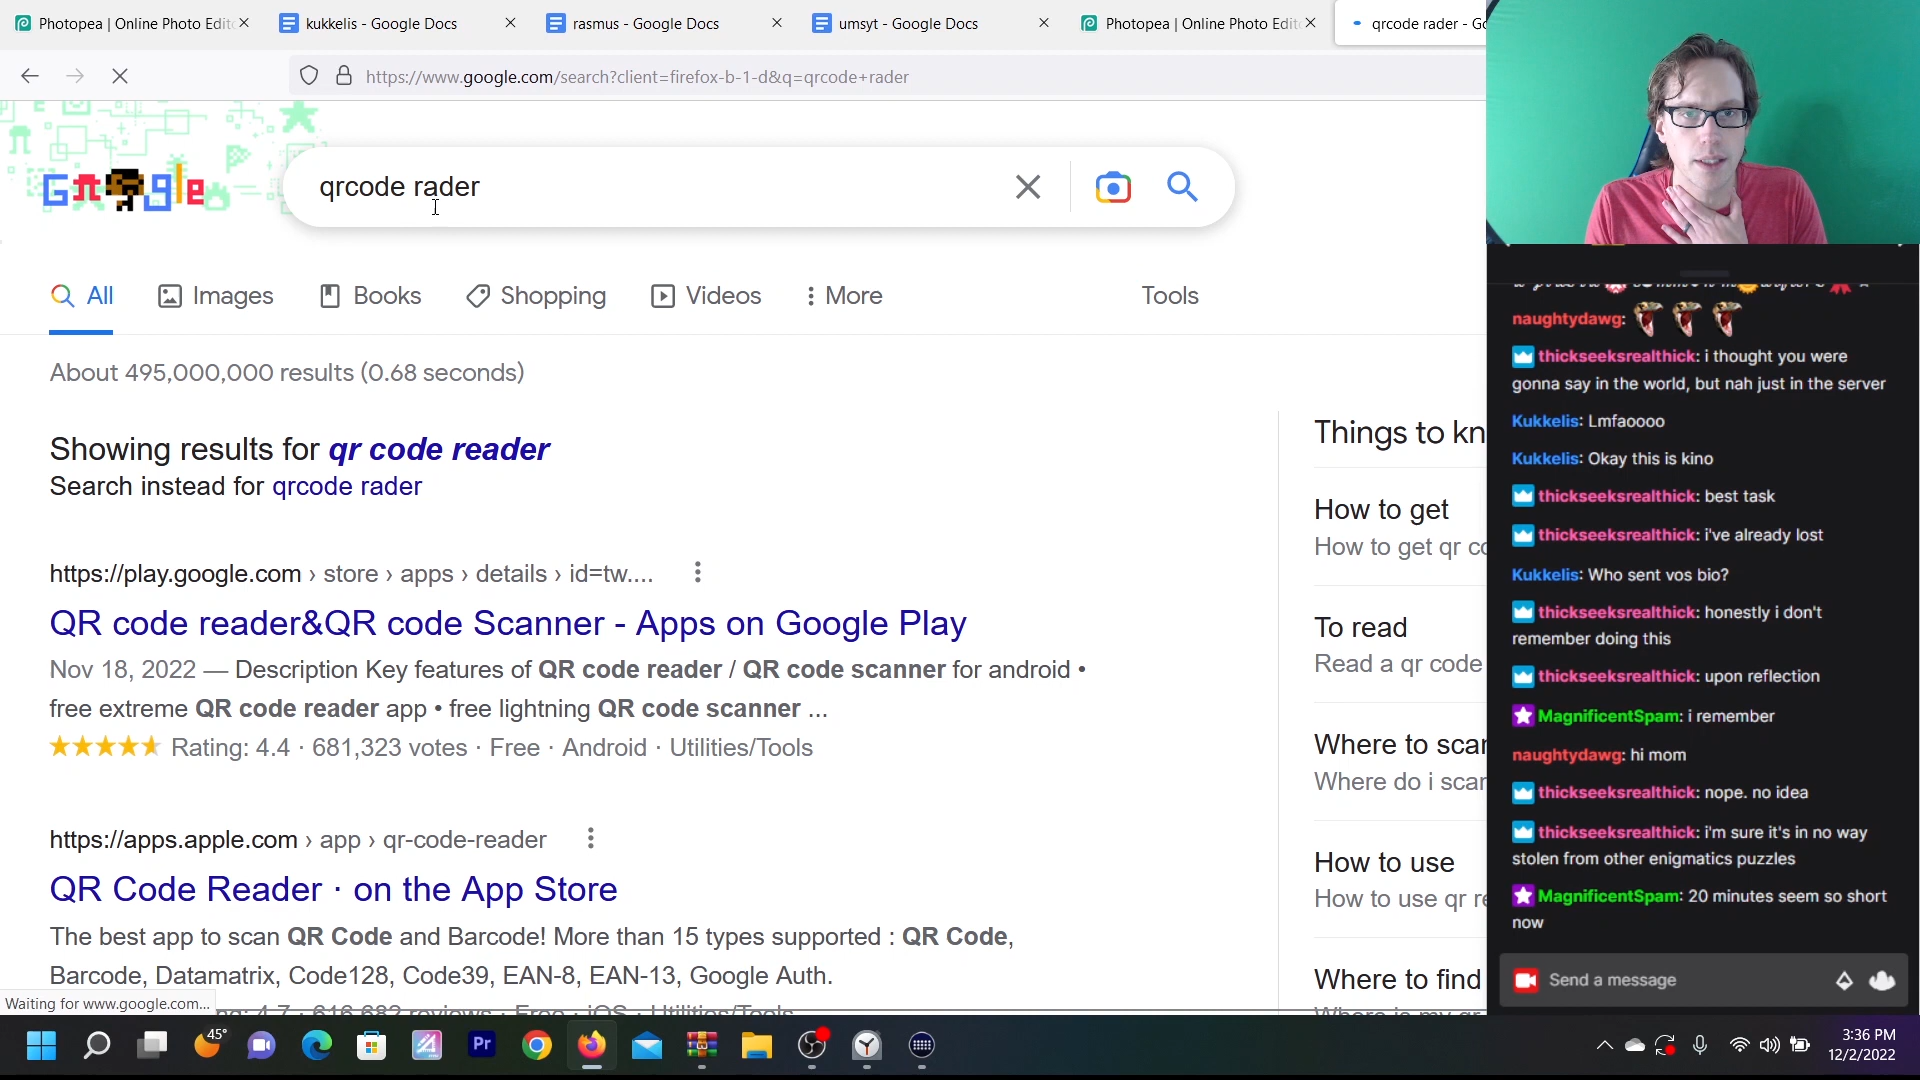 Photopea | Online Photo Edit
kukkelis - Google Docs
rasmus - Google Docs
umsyt - Google Docs
Photopea | Online Photo Edit
qrcode rader - G
https://www.google.com/search?client=firefox-b-1-d&q=qrcode+rader
Google
qrcode rader
All
Images
Books
Shopping
Videos
More
Tools
About 495,000,000 results (0.68 seconds)
Showing results for qr code reader
Search instead for qrcode rader
https://play.google.com › store › apps › details › id=tw....
QR code reader&QR code Scanner - Apps on Google Play
Nov 18, 2022 — Description Key features of QR code reader / QR code scanner for android •
free extreme QR code reader app • free lightning QR code scanner ...
Rating: 4.4 · 681,323 votes · Free · Android · Utilities/Tools
https://apps.apple.com › app › qr-code-reader
QR Code Reader · on the App Store
The best app to scan QR Code and Barcode! More than 15 types supported : QR Code,
Barcode, Datamatrix, Code128, Code39, EAN-8, EAN-13, Google Auth.
Waiting for www.google.com...
4.7 · 616,682 reviews · Free · iOS · Utilities/Tools
Things to kn
How to get
How to get qr co
To read
Read a qr code
Where to scar
Where do i scar
How to use
How to use qr re
Where to find
naughtydawg:
thickseeksrealthick: i thought you were
gonna say in the world, but nah just in the server
Kukkelis: Lmfaoooo
Kukkelis: Okay this is kino
thickseeksrealthick: best task
thickseeksrealthick: i've already lost
Kukkelis: Who sent vos bio?
thickseeksrealthick: honestly i don't
remember doing this
thickseeksrealthick: upon reflection
MagnificentSpam: i remember
naughtydawg: hi mom
thickseeksrealthick: nope. no idea
thickseeksrealthick: i'm sure it's in no way
stolen from other enigmatics puzzles
MagnificentSpam: 20 minutes seem so short
now
Send a message
45°
Pr
3:36 PM
12/2/2022